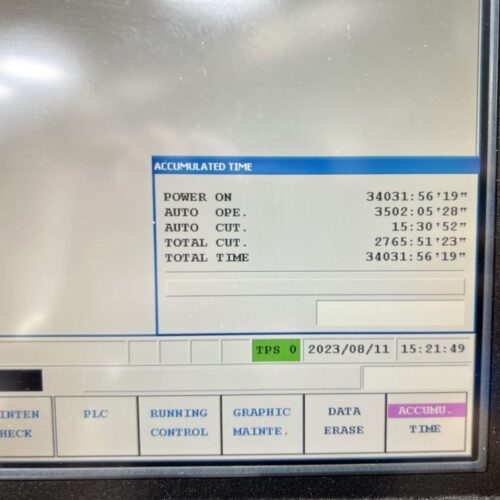 ACCUMULATED TIME
POWER ON 34031:56'19"
AUTO OPE. 3502:05'28"
AUTO CUT. 15:30'52"
TOTAL CUT. 2765:51'23"
TOTAL TIME 34031:56'19"
TPS 0 2023/08/11 15:21:49
INTEN PLC RUNNING GRAPHIC DATA ACCUMU.
HECK CONTROL MAINTE. ERASE TIME